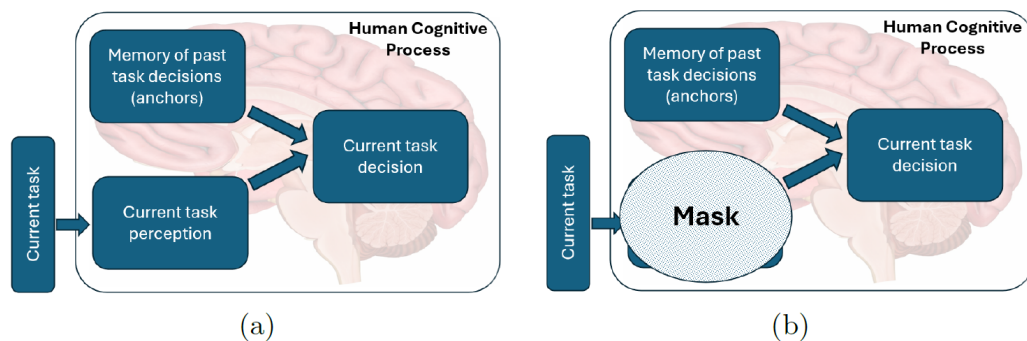 Human Cognitive
Process
Memory of past
task decisions
(anchors)
Current task
decision
Current task
Current task
perception
(a)
Human Cognitive
Process
Memory of past
task decisions
(anchors)
Current task
decision
Current task
Mask
(b)